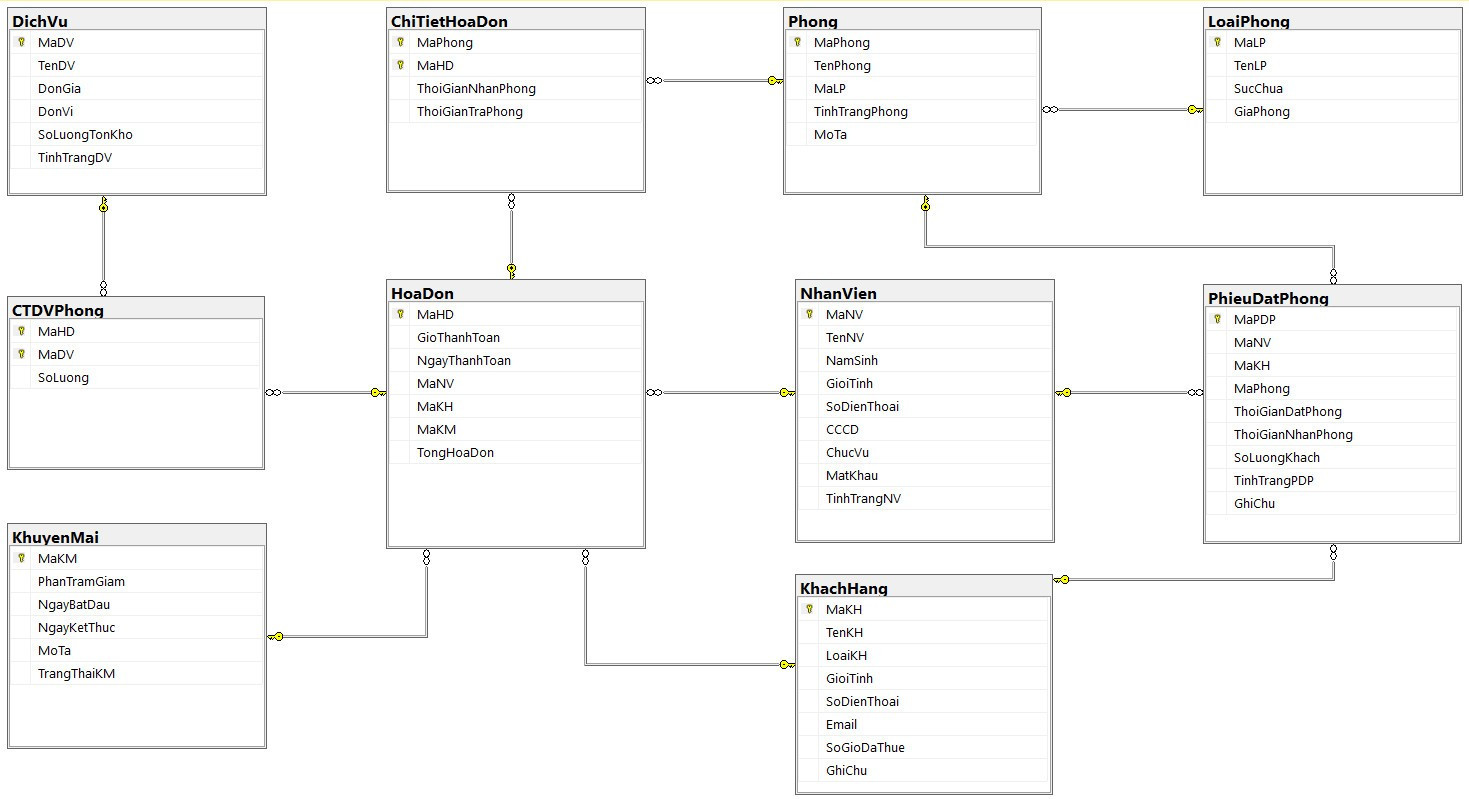 DichVu
MaDV
TenDV
DonGia
DonVi
SoLuongTonKho
TinhTrangDV
ChiTietHoaDon
MaPhong
MaHD
ThoiGianNhanPhong
ThoiGianTraPhong
Phong
MaPhong
TenPhong
MaLP
TinhTrangPhong
MoTa
LoaiPhong
MaLP
TenLP
SucChua
GiaPhong
CTDVPhong
MaHD
MaDV
SoLuong
HoaDon
MaHD
GioThanhToan
NgayThanhToan
MaNV
MaKH
MaKM
TongHoaDon
NhanVien
MaNV
TenNV
NamSinh
GioiTinh
SoDienThoai
CCCD
ChucVu
MatKhau
TinhTrangNV
PhieuDatPhong
MaPDP
MaNV
MaKH
MaPhong
ThoiGianDatPhong
ThoiGianNhanPhong
SoLuongKhach
TinhTrangPDP
GhiChu
KhuyenMai
MaKM
PhanTramGiam
NgayBatDau
NgayKetThuc
MoTa
TrangThaiKM
KhachHang
MaKH
TenKH
LoaiKH
GioiTinh
SoDienThoai
Email
SoGioDaThue
GhiChu